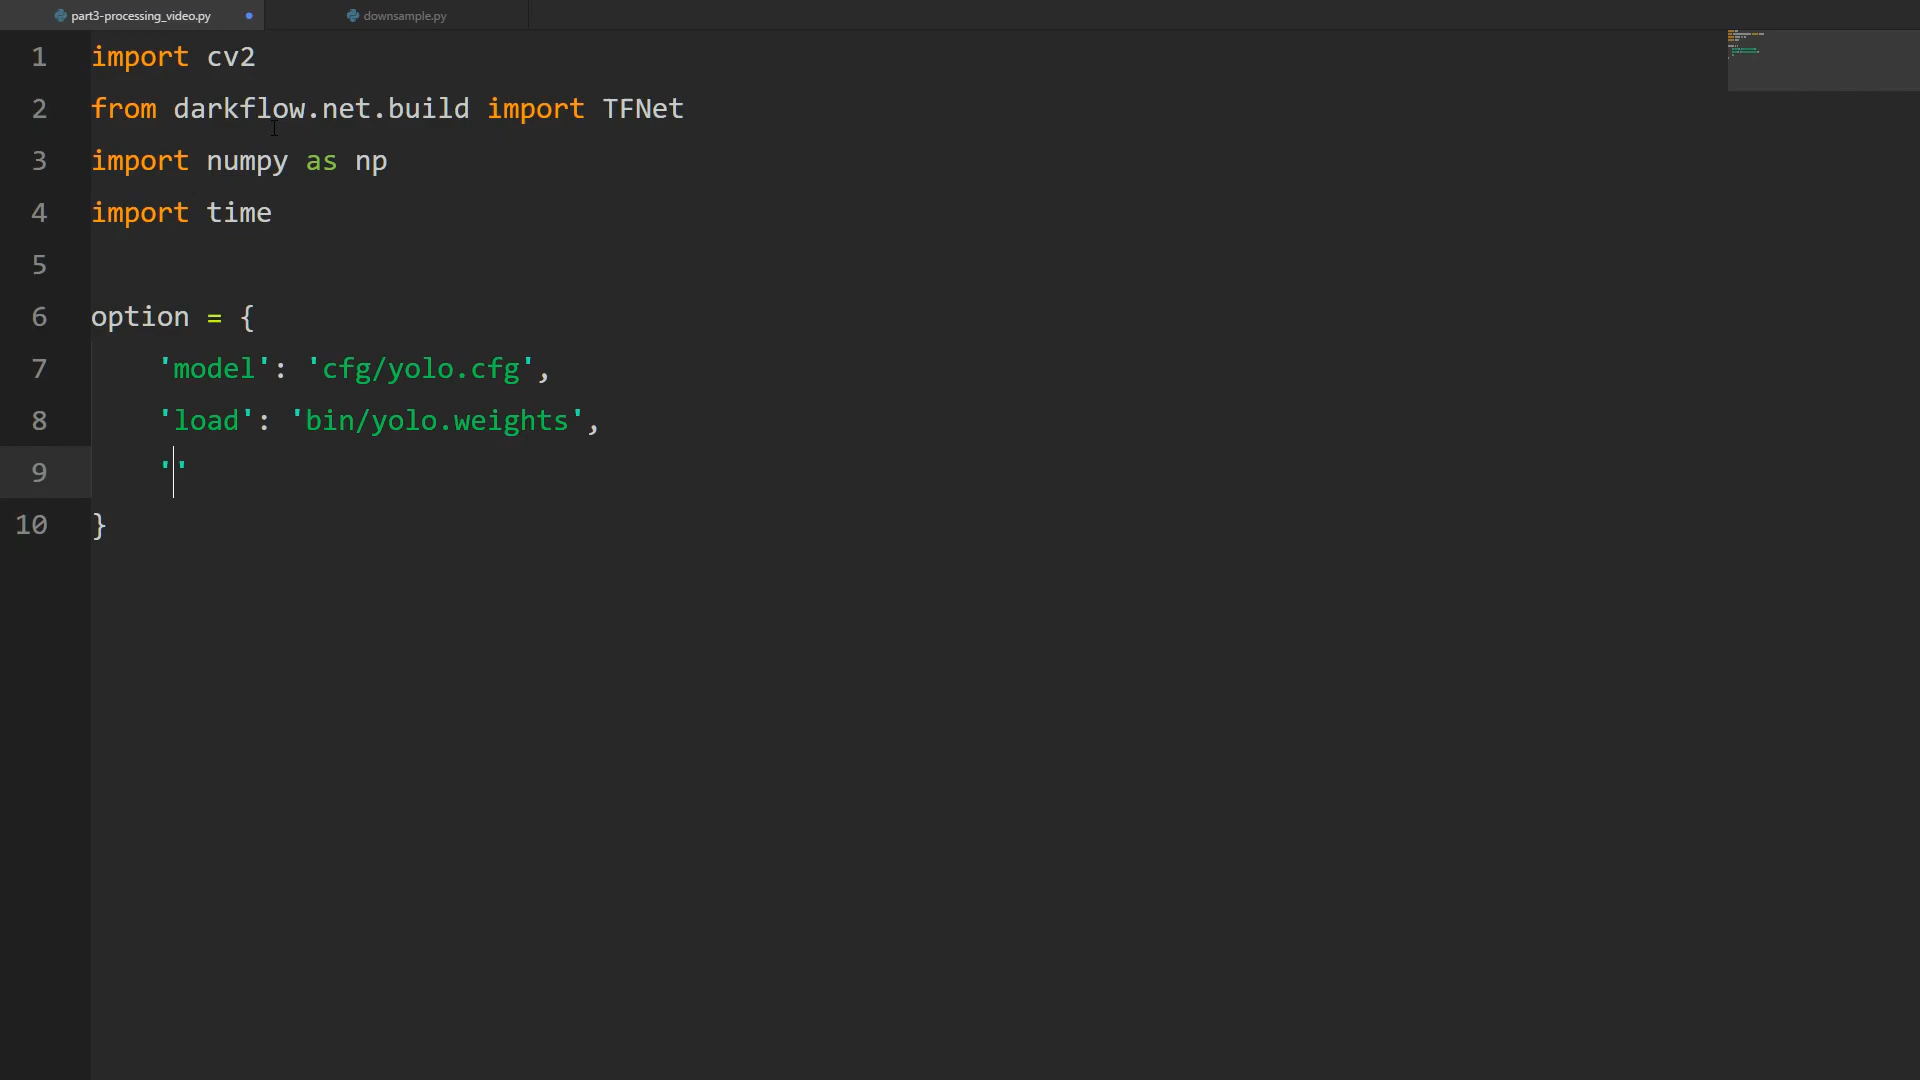 part3-processing_video.py downsample.py
1 import cv2
2 from darkflow.net.build import TFNet
3 import numpy as np
4 import time
5
6 option = {
7 'model': 'cfg/yolo.cfg',
8 'load': 'bin/yolo.weights',
9 ''
10 }